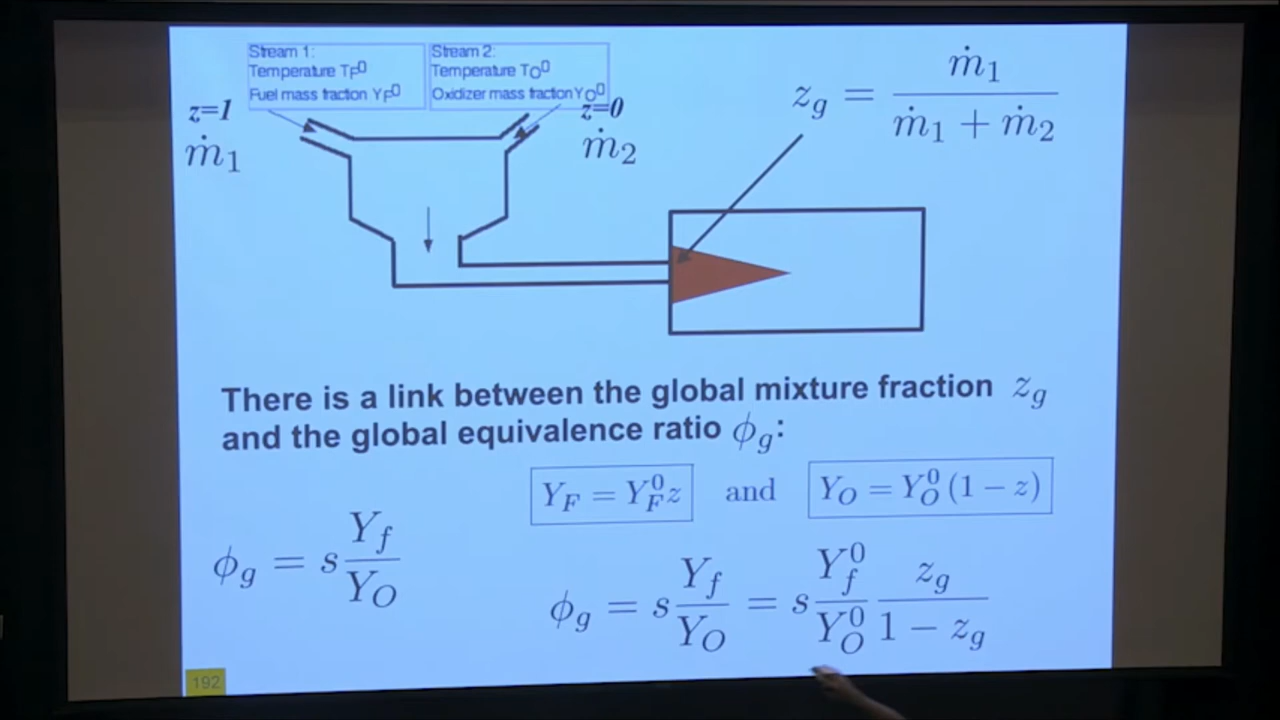 Stream 1:
Temperature T_F^0
Fuel mass fraction Y_F^0
Stream 2:
Temperature T_O^0
Oxidizer mass fraction Y_O^0
z=1
ṁ_1
z=0
ṁ_2
z_g = ṁ_1 / (ṁ_1 + ṁ_2)
There is a link between the global mixture fraction z_g
and the global equivalence ratio ϕ_g:
Y_F = Y_F^0 z and Y_O = Y_O^0 (1 − z)
ϕ_g = s Y_f / Y_O
ϕ_g = s Y_f / Y_O = s Y_f^0 / Y_O^0 z_g / (1 − z_g)
192